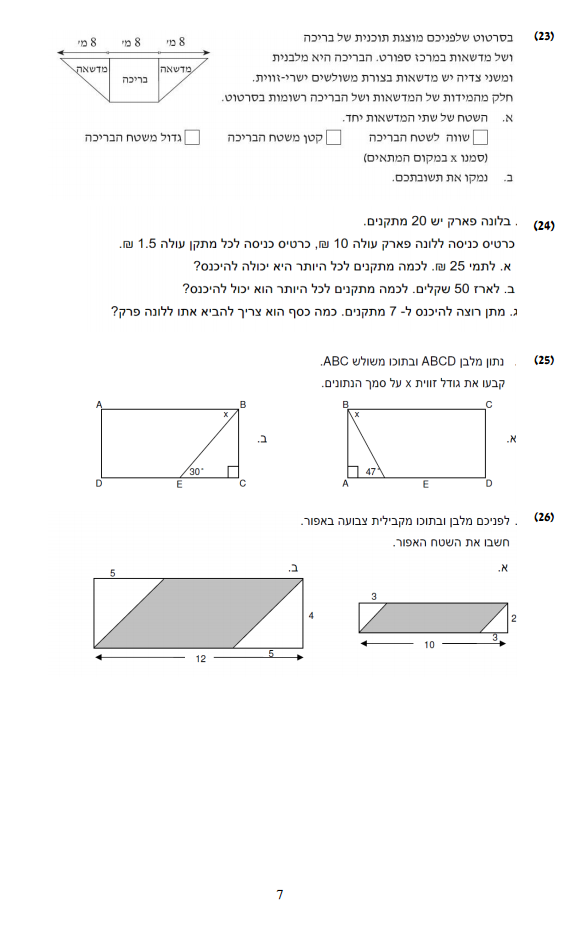 (23)
בסרטוט שלפניכם מוצגת תוכנית של בריכה
ושל מדשאות במרכז ספורט. הבריכה היא מלבנית
ומשני צדיה יש מדשאות בצורת משולשים ישרי-זווית.
חלק מהמידות של המדשאות ושל הבריכה רשומות בסרטוט.
8 מ' 8 מ' 8 מ'
מדשאה בריכה מדשאה
א. השטח של שתי המדשאות יחד.
שווה לשטח הבריכה קטן משטח הבריכה גדול משטח הבריכה
(סמנו x במקום המתאים)
ב. נמקו את תשובתכם.
(24)
. בלונה פארק יש 20 מתקנים.
כרטיס כניסה ללונה פארק עולה 10 ₪, כרטיס כניסה לכל מתקן עולה 1.5 ₪.
א. לתמי 25 ₪. לכמה מתקנים לכל היותר היא יכולה להיכנס?
ב. לארז 50 שקלים. לכמה מתקנים לכל היותר הוא יכול להיכנס?
ג. מתן רוצה להיכנס ל- 7 מתקנים. כמה כסף הוא צריך להביא אתו ללונה פרק?
(25)
. נתון מלבן ABCD ובתוכו משולש ABC.
קבעו את גודל זווית x על סמך הנתונים.
א.
B C
x
47°
A E D
ב.
A B
x
30°
D E C
(26)
. לפניכם מלבן ובתוכו מקבילית צבועה באפור.
חשבו את השטח האפור.
א.
3
2
3
10
ב.
5
4
5
12
7